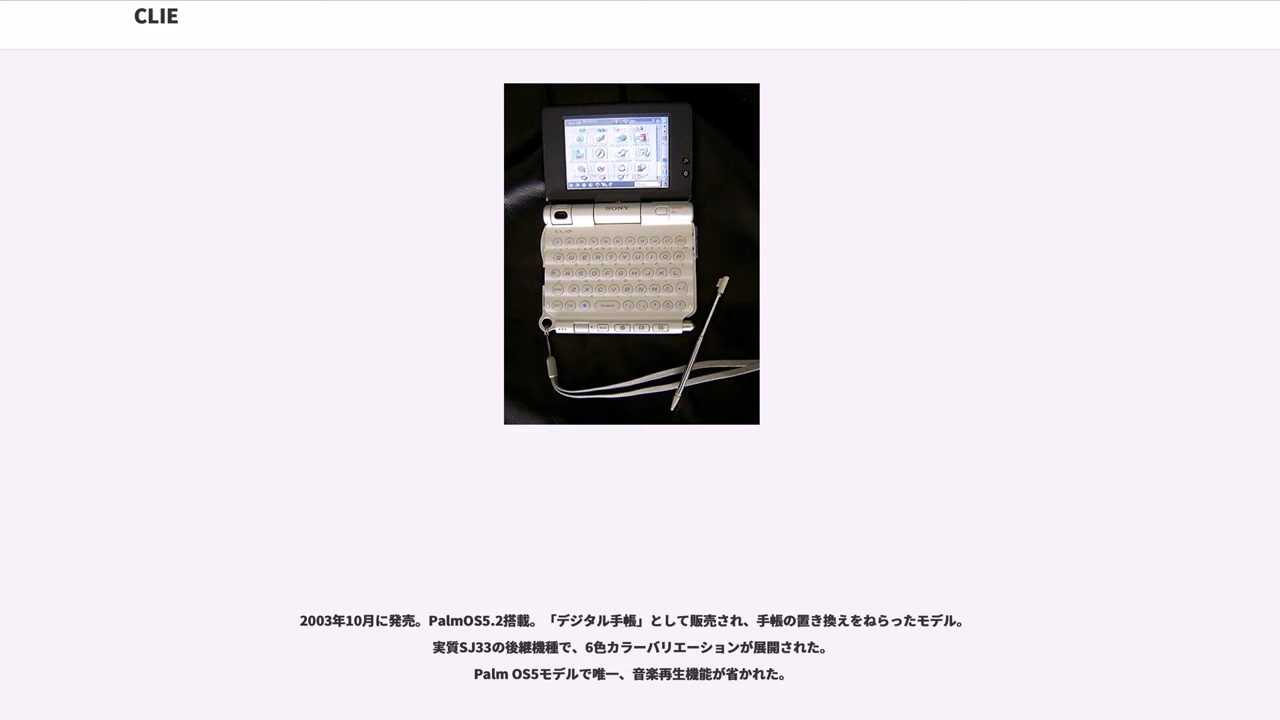 CLIE
SONY
2003年10月に発売。PalmOS5.2搭載。「デジタル手帳」として販売され、手帳の置き換えをねらったモデル。
実質SJ33の後継機種で、6色カラーバリエーションが展開された。
Palm OS5モデルで唯一、音楽再生機能が省かれた。